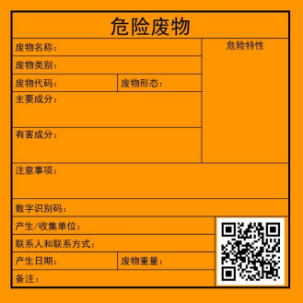 危险废物
废物名称：
危险特性
废物类别：
废物代码：
废物形态：
主要成分：
有害成分：
注意事项：
数字识别码：
产生/收集单位：
联系人和联系方式：
产生日期：
废物重量：
备注：